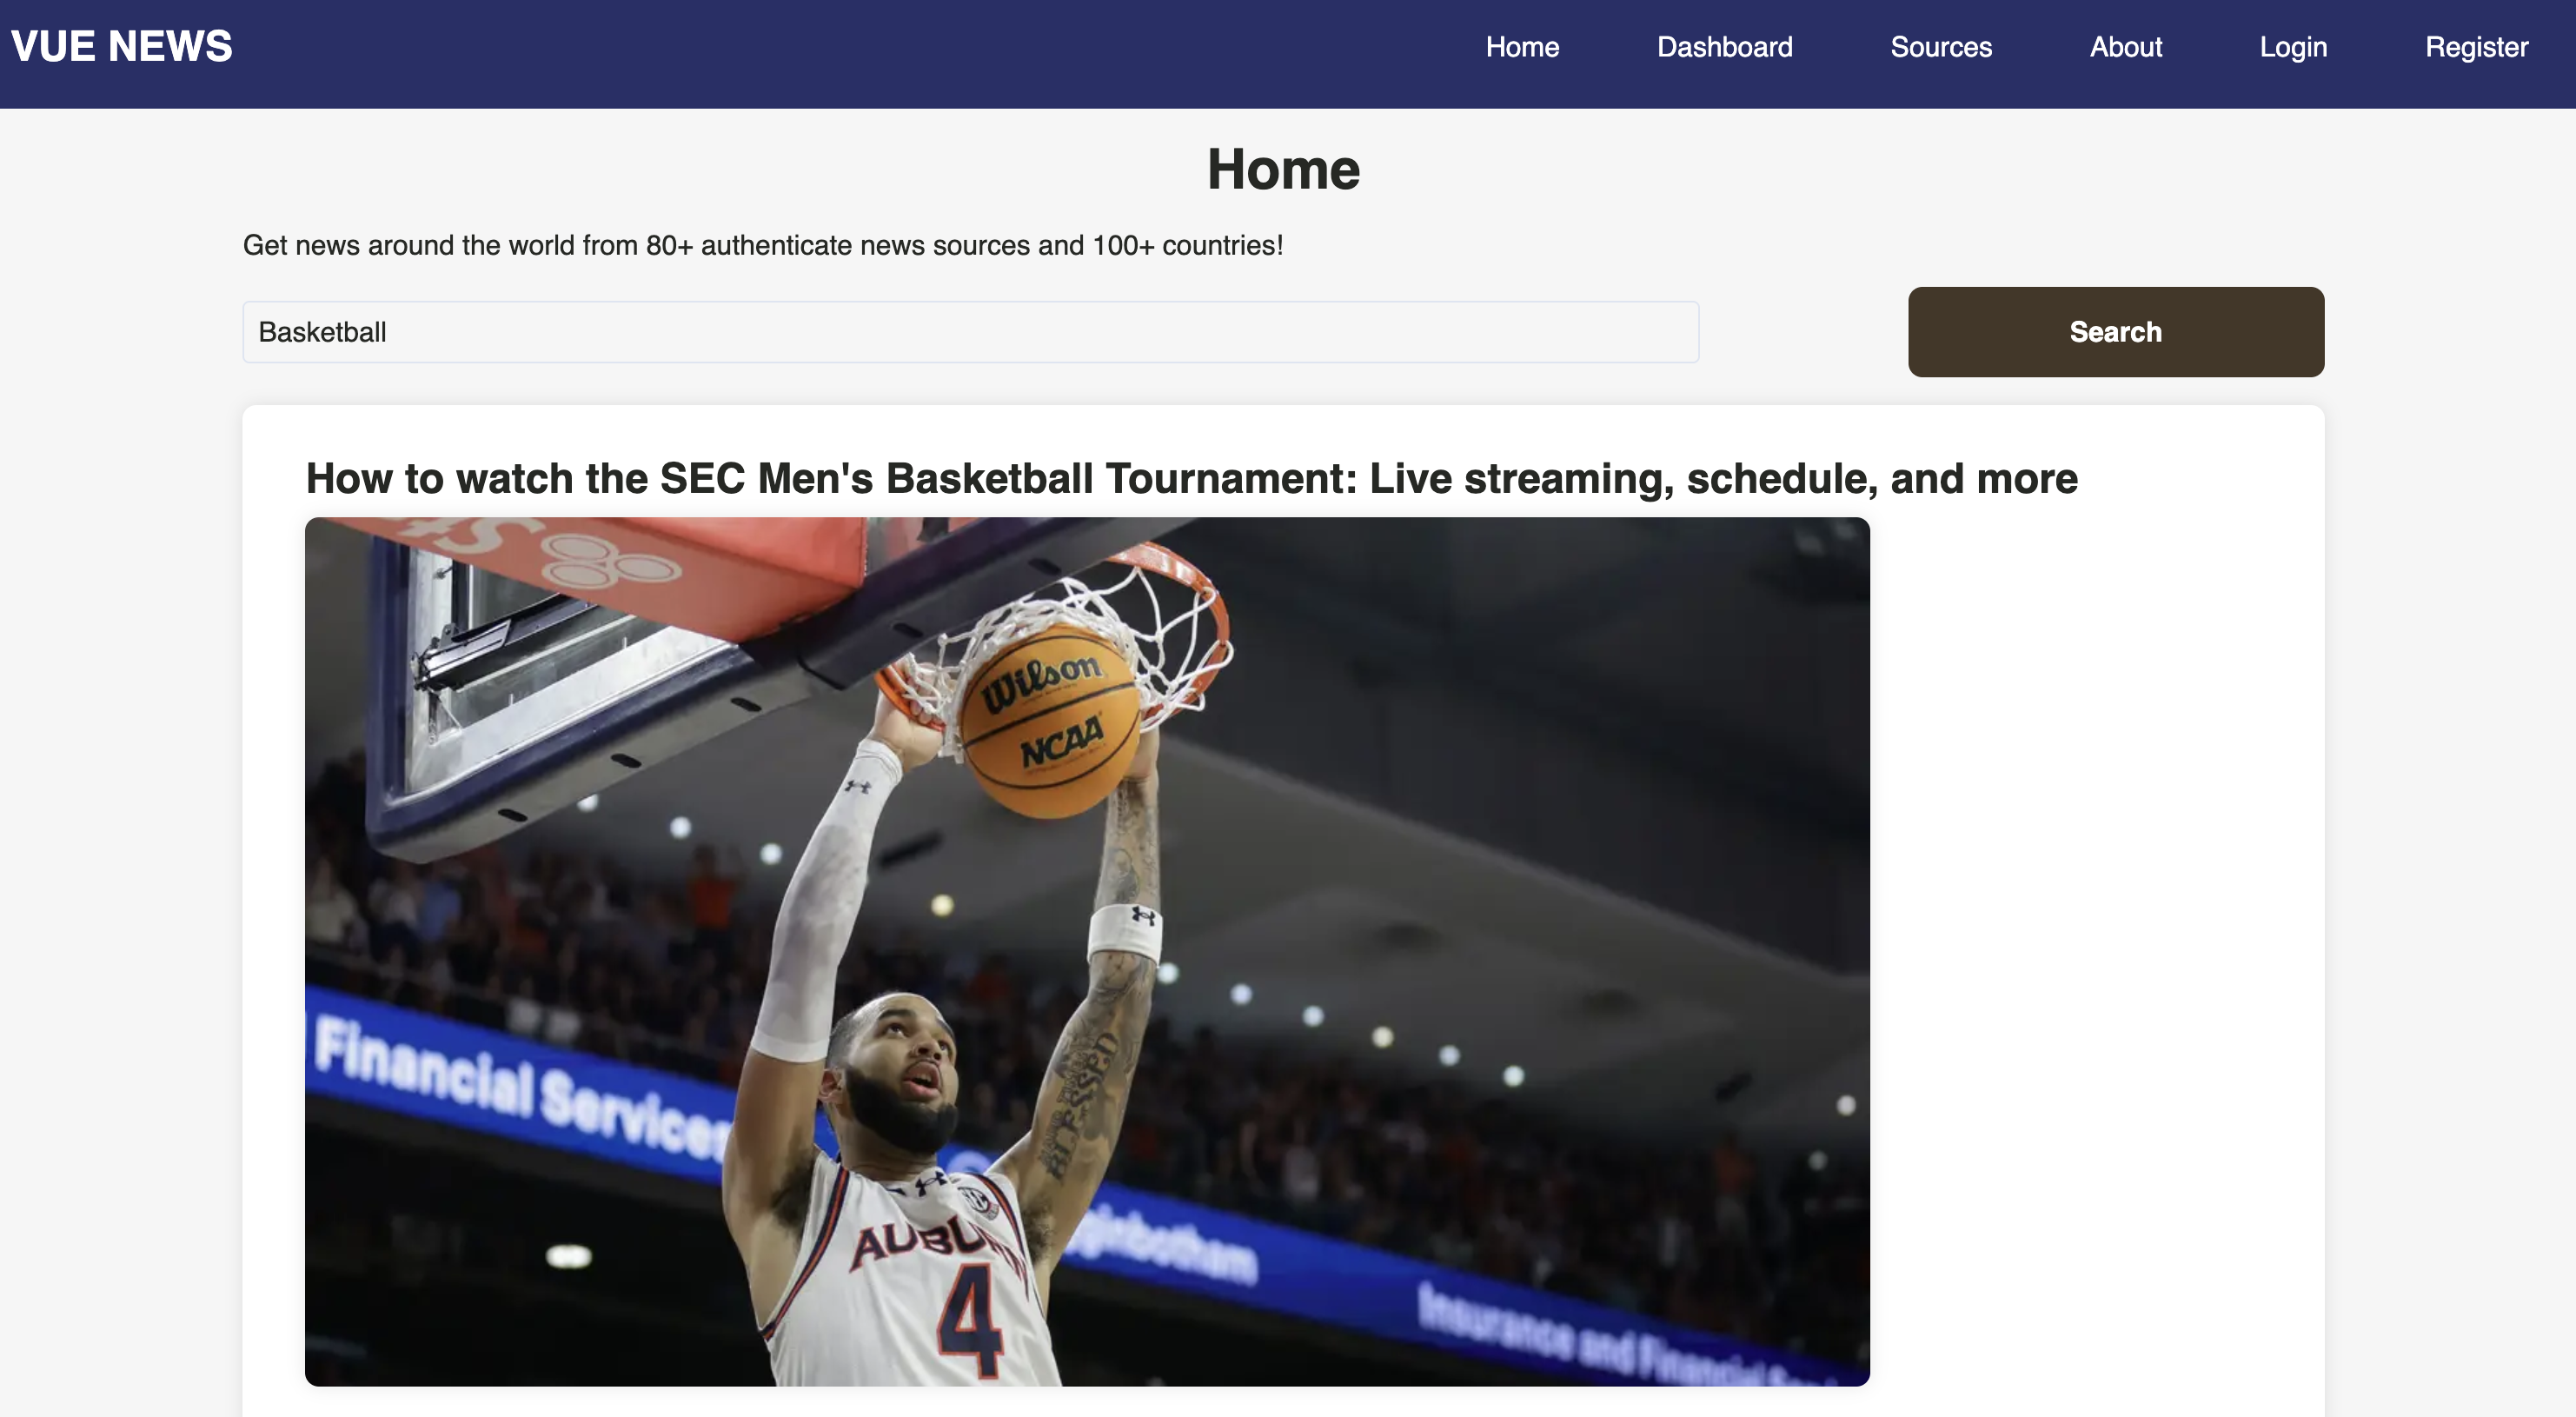 VUE NEWS
Home
Dashboard
Sources
About
Login
Register
Home
Get news around the world from 80+ authenticate news sources and 100+ countries!
Basketball
Search
How to watch the SEC Men's Basketball Tournament: Live streaming, schedule, and more
Wilson
NCAA
BLESSED
Financial Services
Insurance and Financial
AUBURN
4